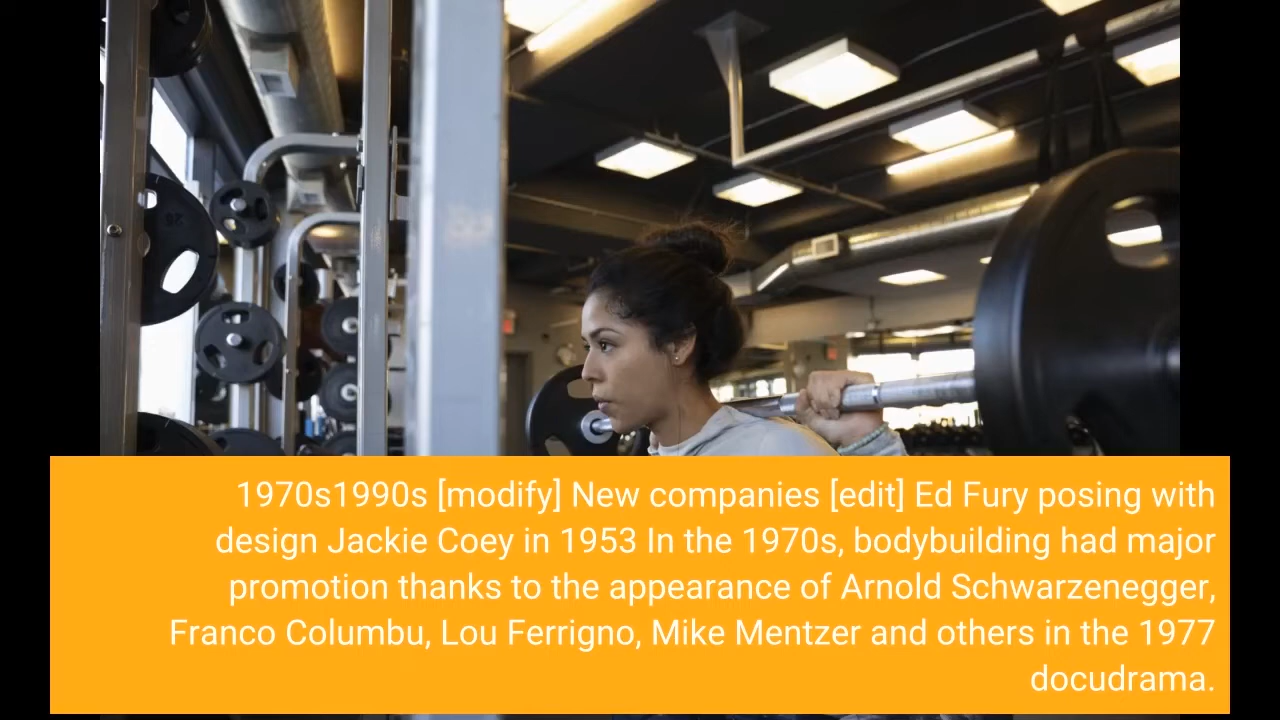 1970s1990s [modify] New companies [edit] Ed Fury posing with
design Jackie Coey in 1953 In the 1970s, bodybuilding had major
promotion thanks to the appearance of Arnold Schwarzenegger,
Franco Columbu, Lou Ferrigno, Mike Mentzer and others in the 1977
docudrama.